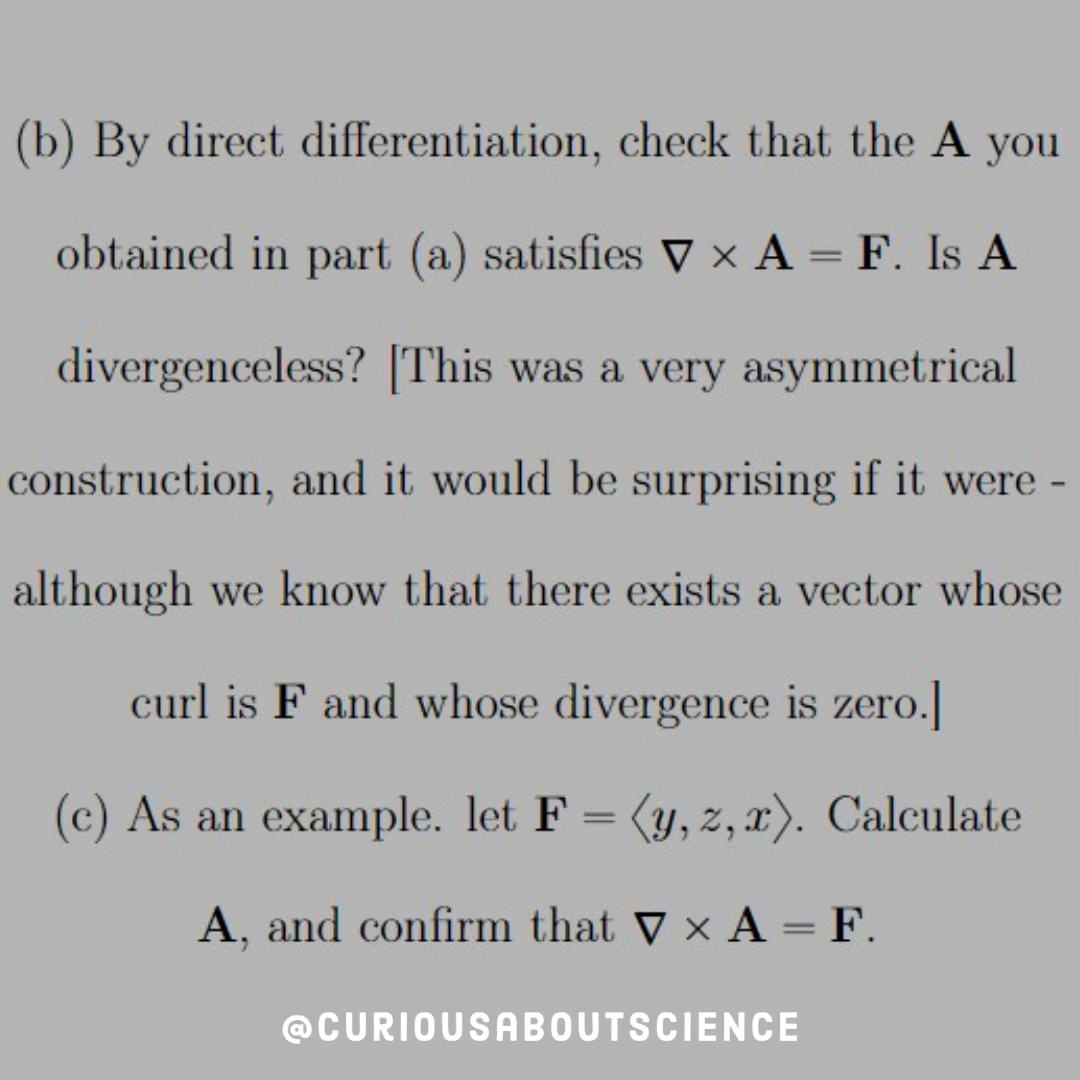 (b) By direct differentiation, check that the A you
obtained in part (a) satisfies ∇ × A = F. Is A
divergenceless? [This was a very asymmetrical
construction, and it would be surprising if it were -
although we know that there exists a vector whose
curl is F and whose divergence is zero.]
(c) As an example. let F = ⟨y, z, x⟩. Calculate
A, and confirm that ∇ × A = F.
@CURIOUSABOUTSCIENCE